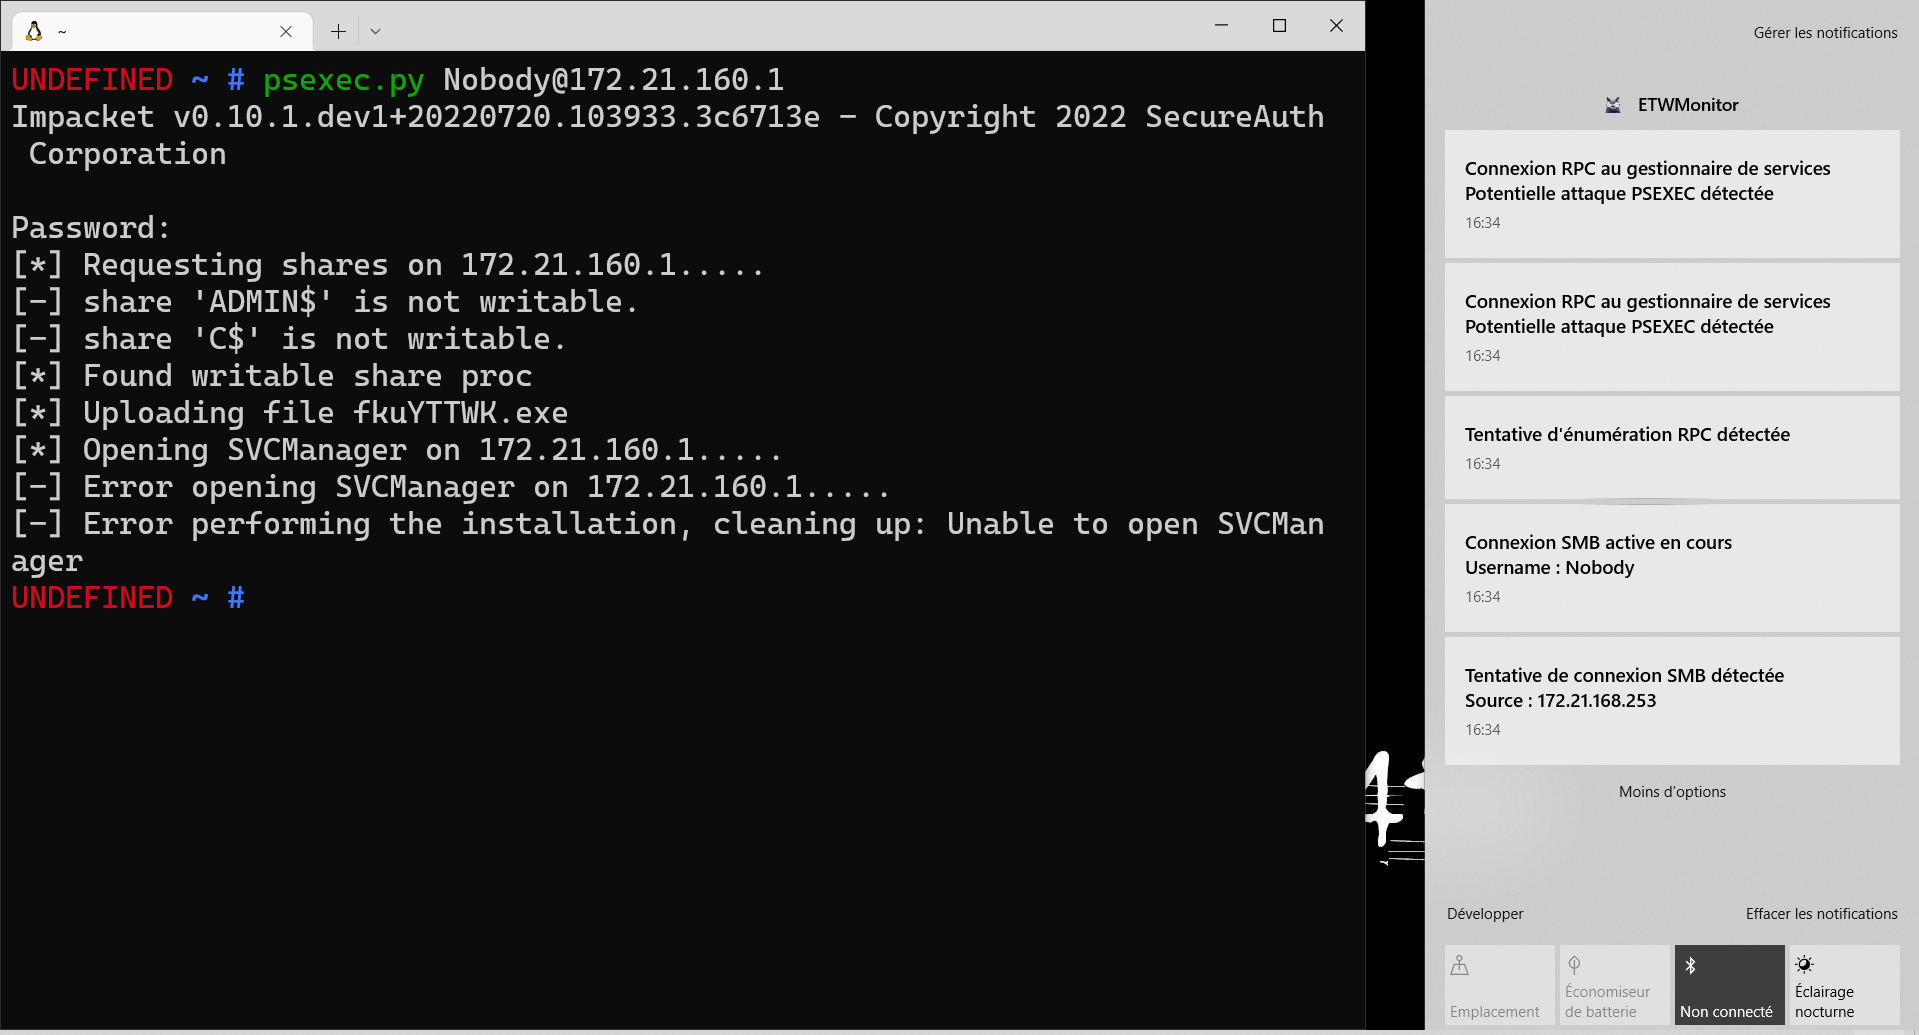 ~
UNDEFINED ~ # psexec.py Nobody@172.21.160.1
Impacket v0.10.1.dev1+20220720.103933.3c6713e - Copyright 2022 SecureAuth
Corporation
Password:
[*] Requesting shares on 172.21.160.1.....
[-] share 'ADMIN$' is not writable.
[-] share 'C$' is not writable.
[*] Found writable share proc
[*] Uploading file fkuYTTWK.exe
[*] Opening SVCManager on 172.21.160.1.....
[-] Error opening SVCManager on 172.21.160.1.....
[-] Error performing the installation, cleaning up: Unable to open SVCMan
ager
UNDEFINED ~ #
Gérer les notifications
ETWMonitor
Connexion RPC au gestionnaire de services
Potentielle attaque PSEXEC détectée
16:34
Connexion RPC au gestionnaire de services
Potentielle attaque PSEXEC détectée
16:34
Tentative d'énumération RPC détectée
16:34
Connexion SMB active en cours
Username : Nobody
16:34
Tentative de connexion SMB détectée
Source : 172.21.168.253
16:34
Moins d’options
Développer
Effacer les notifications
Emplacement
Économiseur
de batterie
Non connecté
Éclairage
nocturne